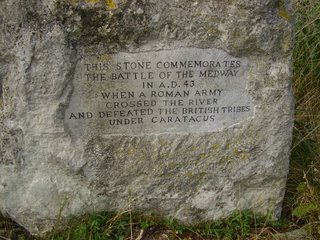 THIS STONE COMMEMORATES
THE BATTLE OF THE MEDWAY
IN A.D. 43
WHEN A ROMAN ARMY
CROSSED THE RIVER
AND DEFEATED THE BRITISH TRIBES
UNDER CARATACUS